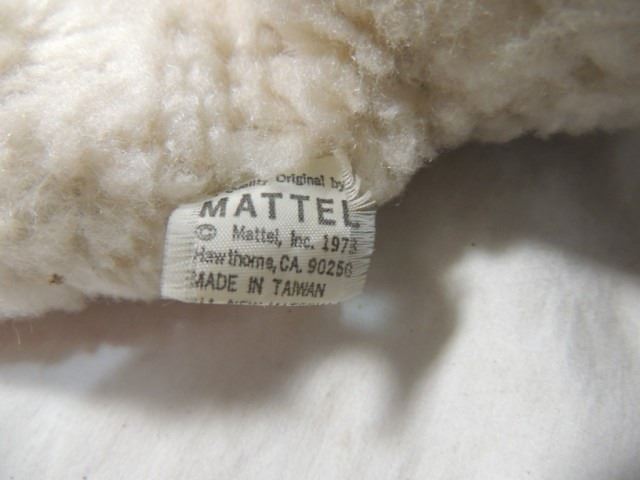 Original by
MATTEL
© Mattel, Inc.
Hawthorne, CA. 90250
MADE IN TAIWAN